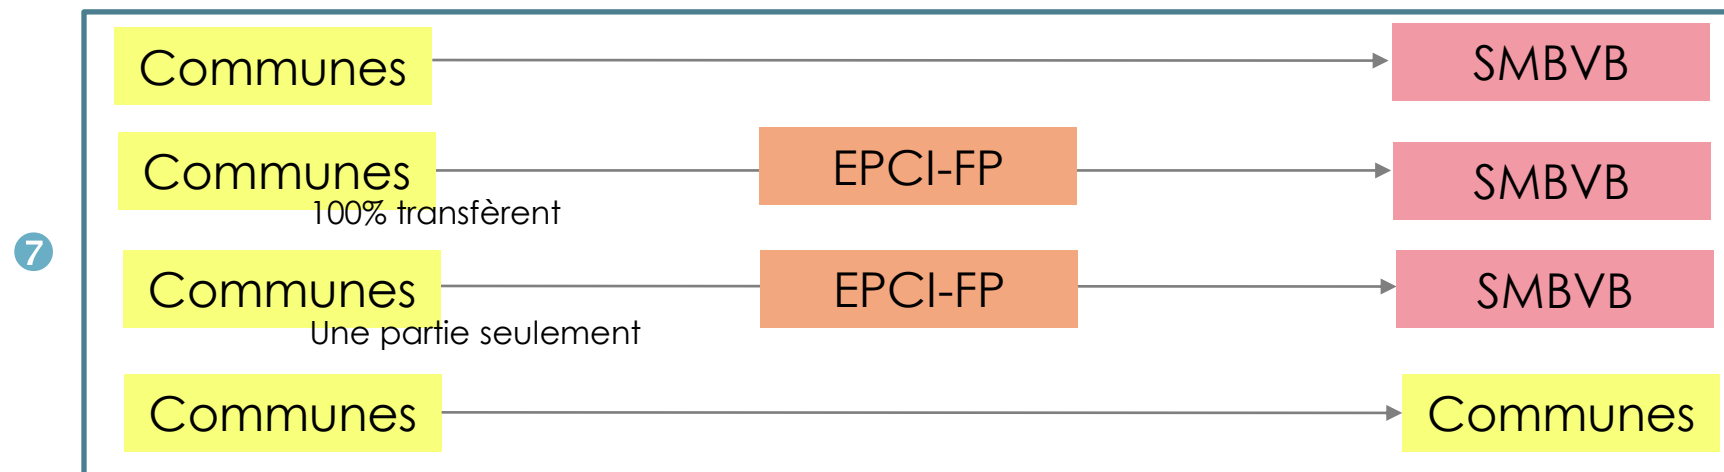 Communes SMBVB
Communes EPCI-FP SMBVB
100% transfèrent
7
Communes EPCI-FP SMBVB
Une partie seulement
Communes Communes